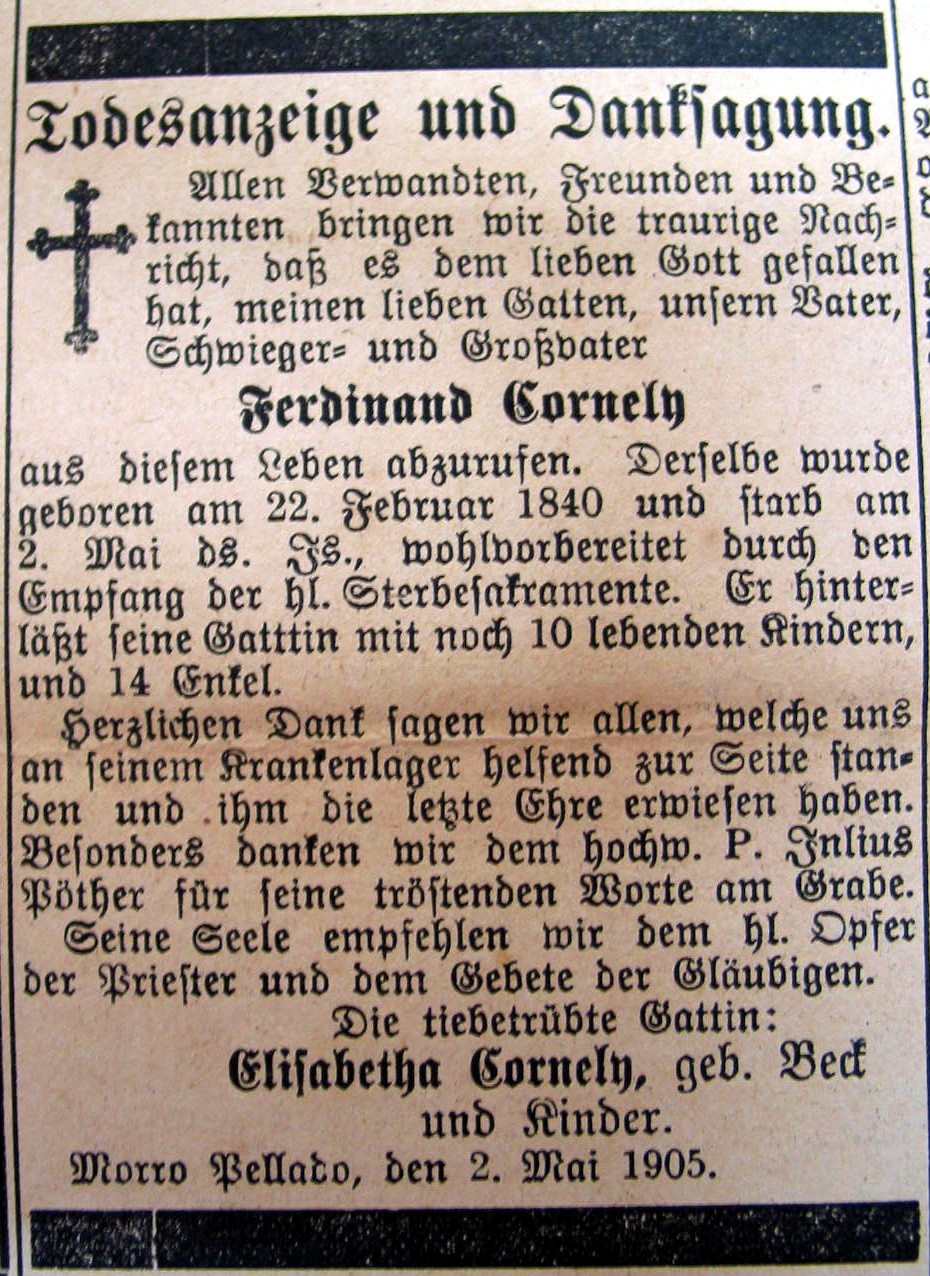 Todesanzeige und Danksagung.
Allen Verwandten, Freunden und Be-
kannten bringen wir die traurige Nach-
richt, daß es dem lieben Gott gefallen
hat, meinen lieben Gatten, unsern Vater,
Schwieger- und Großvater
Ferdinand Cornely
aus diesem Leben abzurufen. Derselbe wurde
geboren am 22. Februar 1840 und starb am
2. Mai ds. Js., wohlvorbereitet durch den
Empfang der hl. Sterbesakramente. Er hinter-
läßt seine Gatttin mit noch 10 lebenden Kindern,
und 14 Enkel.
Herzlichen Dank sagen wir allen, welche uns
an seinem Krankenlager helfend zur Seite stan-
den und ihm die letzte Ehre erwiesen haben.
Besonders danken wir dem hochw. P. Inlius
Pöther für seine tröstenden Worte am Grabe.
Seine Seele empfehlen wir dem hl. Opfer
der Priester und dem Gebete der Gläubigen.
Die tiebetrübte Gattin:
Elisabetha Cornely, geb. Beck
und Kinder.
Morro Pellado, den 2. Mai 1905.